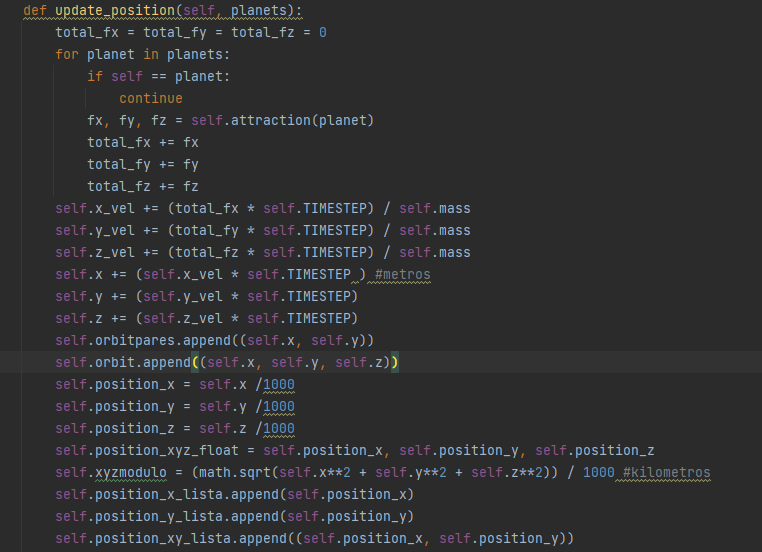 def update_position(self, planets):
    total_fx = total_fy = total_fz = 0
    for planet in planets:
        if self == planet:
            continue
        fx, fy, fz = self.attraction(planet)
        total_fx += fx
        total_fy += fy
        total_fz += fz
    self.x_vel += (total_fx * self.TIMESTEP) / self.mass
    self.y_vel += (total_fy * self.TIMESTEP) / self.mass
    self.z_vel += (total_fz * self.TIMESTEP) / self.mass
    self.x += (self.x_vel * self.TIMESTEP ) #metros
    self.y += (self.y_vel * self.TIMESTEP)
    self.z += (self.z_vel * self.TIMESTEP)
    self.orbitpares.append((self.x, self.y))
    self.orbit.append((self.x, self.y, self.z))
    self.position_x = self.x /1000
    self.position_y = self.y /1000
    self.position_z = self.z /1000
    self.position_xyz_float = self.position_x, self.position_y, self.position_z
    self.xyzmodulo = (math.sqrt(self.x**2 + self.y**2 + self.z**2)) / 1000 #kilometros
    self.position_x_lista.append(self.position_x)
    self.position_y_lista.append(self.position_y)
    self.position_xy_lista.append((self.position_x, self.position_y))